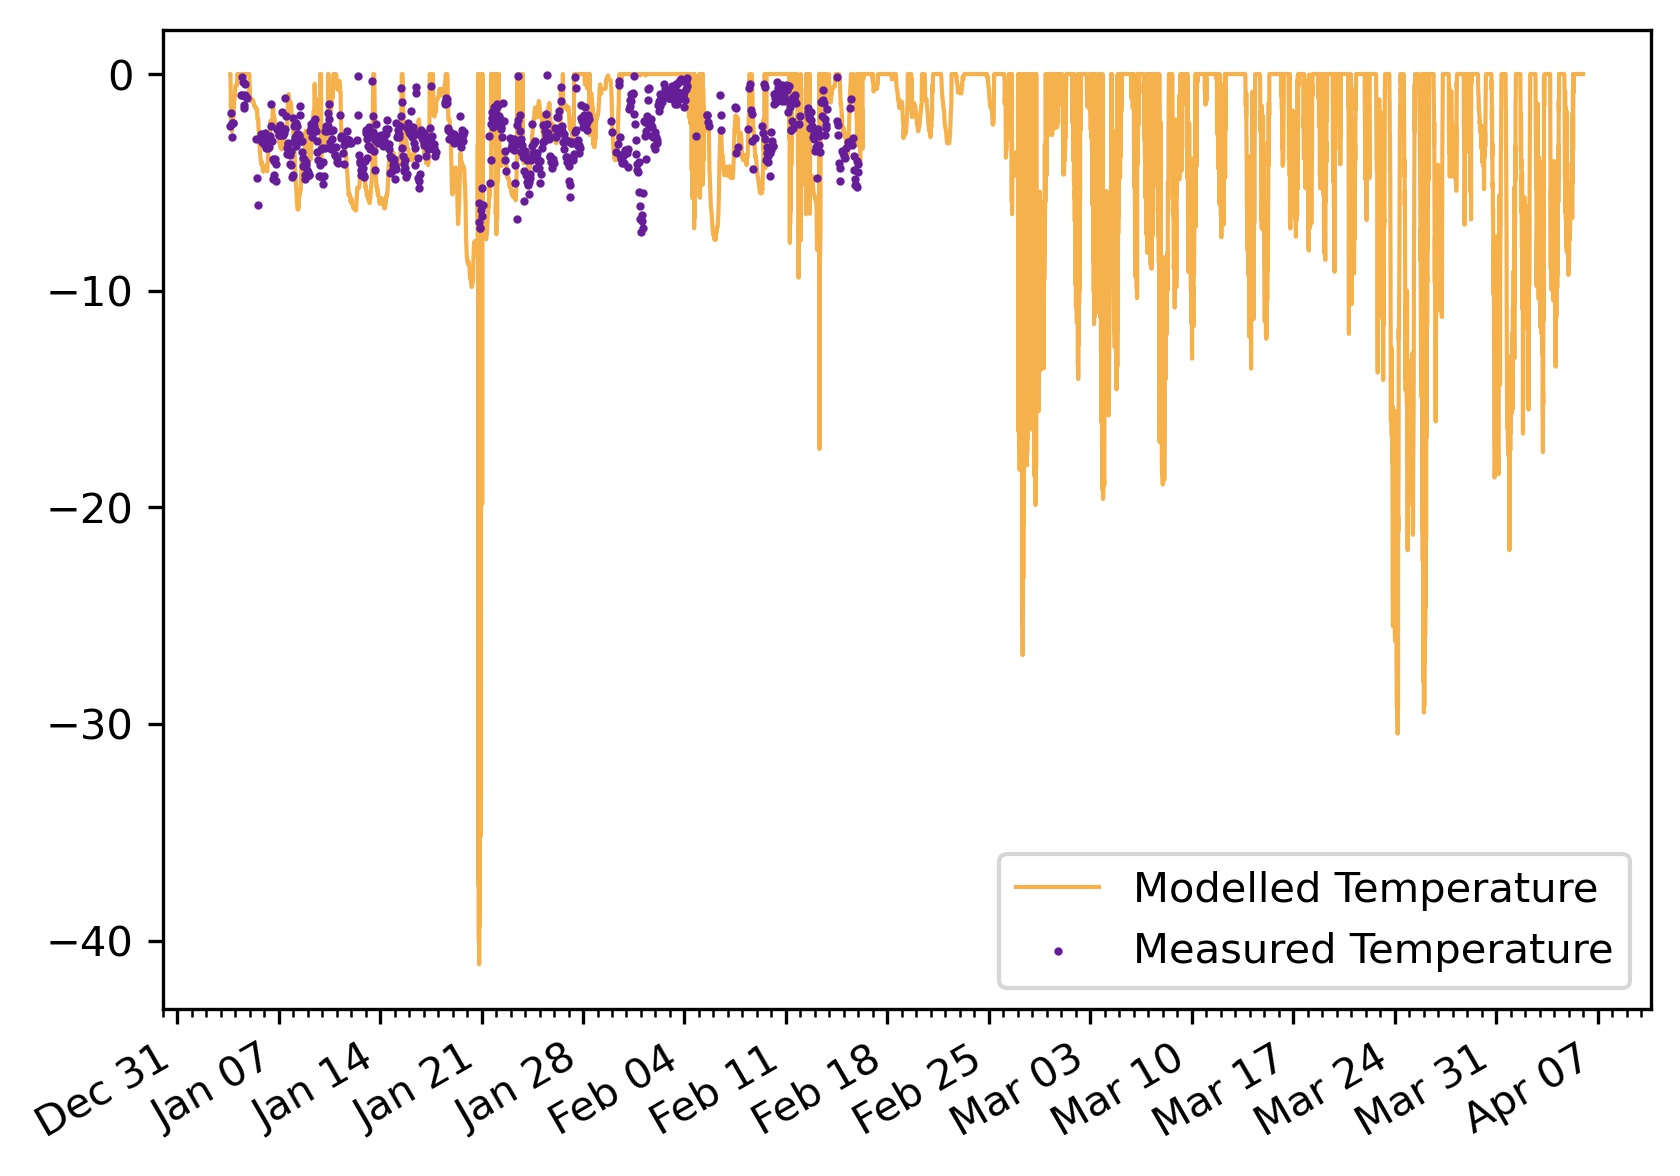 0
−10
−20
−30
−40
Modelled Temperature
Measured Temperature
Dec 31
Jan 07
Jan 14
Jan 21
Jan 28
Feb 04
Feb 11
Feb 18
Feb 25
Mar 03
Mar 10
Mar 17
Mar 24
Mar 31
Apr 07